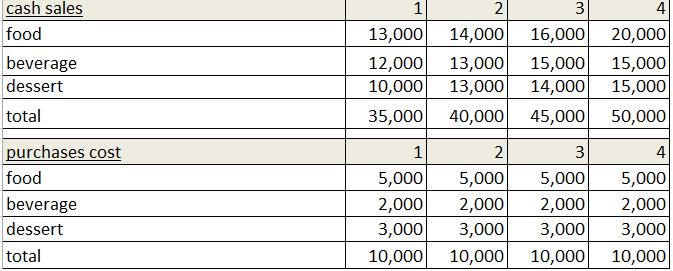 cash sales 1 2 3 4
food 13,000 14,000 16,000 20,000
beverage 12,000 13,000 15,000 15,000
dessert 10,000 13,000 14,000 15,000
total 35,000 40,000 45,000 50,000
purchases cost 1 2 3 4
food 5,000 5,000 5,000 5,000
beverage 2,000 2,000 2,000 2,000
dessert 3,000 3,000 3,000 3,000
total 10,000 10,000 10,000 10,000